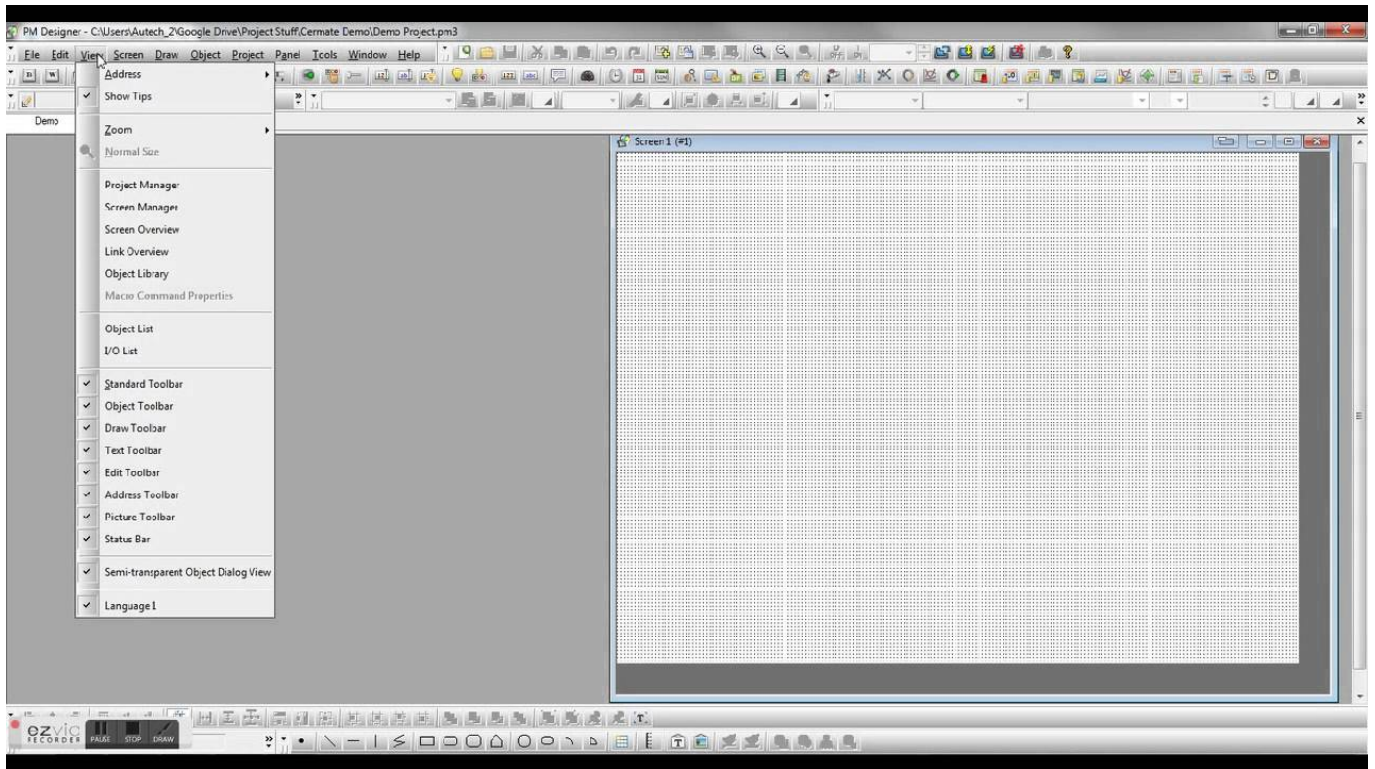 PM Designer - C:\Users\Autech_2\Google Drive\Project Stuff\Cermate Demo\Demo Project.pm3
File Edit View Screen Draw Object Project Panel Tools Window Help
Address
Show Tips
Demo
Zoom
Normal Size
Screen 1 (#1)
Project Manager
Screen Manager
Screen Overview
Link Overview
Object Library
Macro Command Properties
Object List
I/O List
Standard Toolbar
Object Toolbar
Draw Toolbar
Text Toolbar
Edit Toolbar
Address Toolbar
Picture Toolbar
Status Bar
Semi-transparent Object Dialog View
Language1
ezvic
RECORDER
PAUSE STOP DRAW